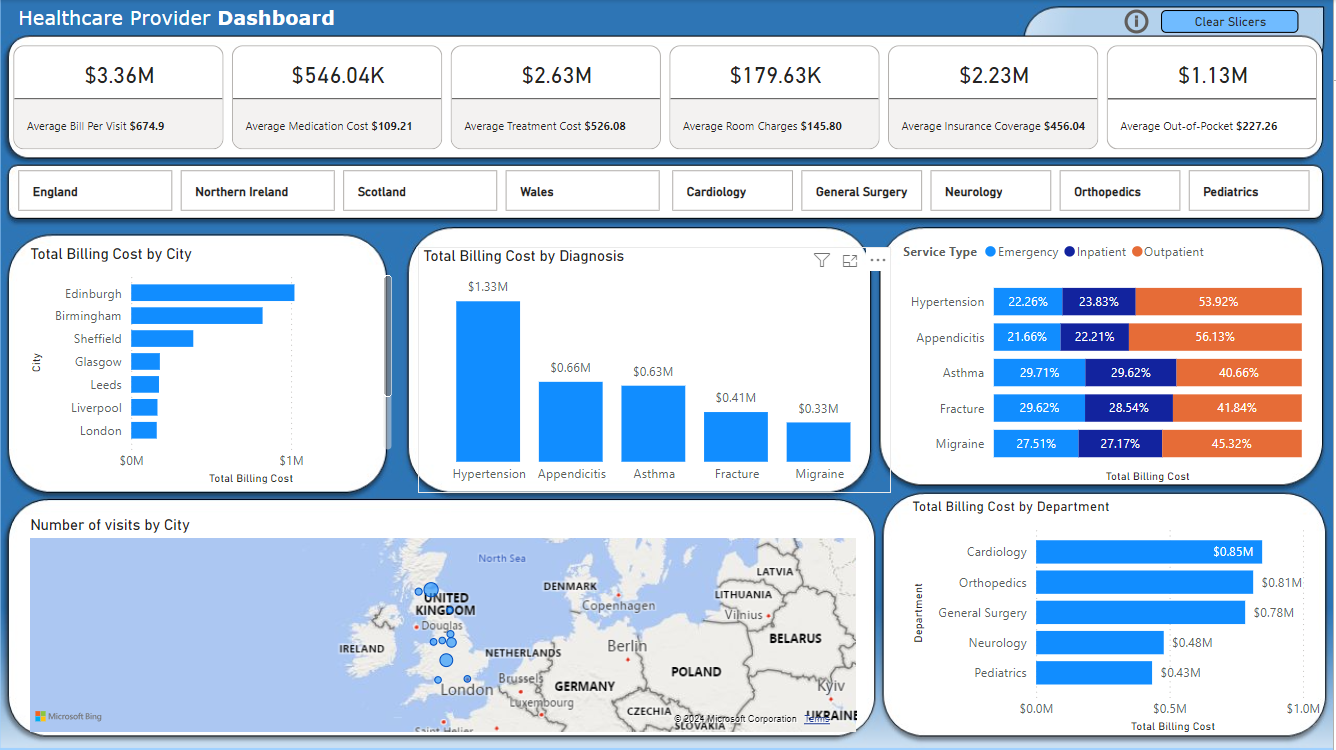 Healthcare Provider Dashboard
Clear Slicers
$3.36M
Average Bill Per Visit $674.9
$546.04K
Average Medication Cost $109.21
$2.63M
Average Treatment Cost $526.08
$179.63K
Average Room Charges $145.80
$2.23M
Average Insurance Coverage $456.04
$1.13M
Average Out-of-Pocket $227.26
England
Northern Ireland
Scotland
Wales
Cardiology
General Surgery
Neurology
Orthopedics
Pediatrics
Total Billing Cost by City
City
Edinburgh
Birmingham
Sheffield
Glasgow
Leeds
Liverpool
London
$0M $1M
Total Billing Cost
Total Billing Cost by Diagnosis
$1.33M
$0.66M
$0.63M
$0.41M
$0.33M
Hypertension Appendicitis Asthma Fracture Migraine
Service Type Emergency Inpatient Outpatient
Hypertension 22.26% 23.83% 53.92%
Appendicitis 21.66% 22.21% 56.13%
Asthma 29.71% 29.62% 40.66%
Fracture 29.62% 28.54% 41.84%
Migraine 27.51% 27.17% 45.32%
Total Billing Cost
Number of visits by City
North Sea
UNITED
KINGDOM
Douglas
IRELAND
London
DENMARK
Copenhagen
LATVIA
LITHUANIA
Vilnius
BELARUS
NETHERLANDS
Berlin
POLAND
Brussels
GERMANY
Luxembourg
Kyiv
CZECHIA
UKRAINE
SLOVAKIA
Saint Helier
Microsoft Bing
© 2024 Microsoft Corporation Terms
Total Billing Cost by Department
Department
Cardiology $0.85M
Orthopedics $0.81M
General Surgery $0.78M
Neurology $0.48M
Pediatrics $0.43M
$0.0M $0.5M $1.0M
Total Billing Cost